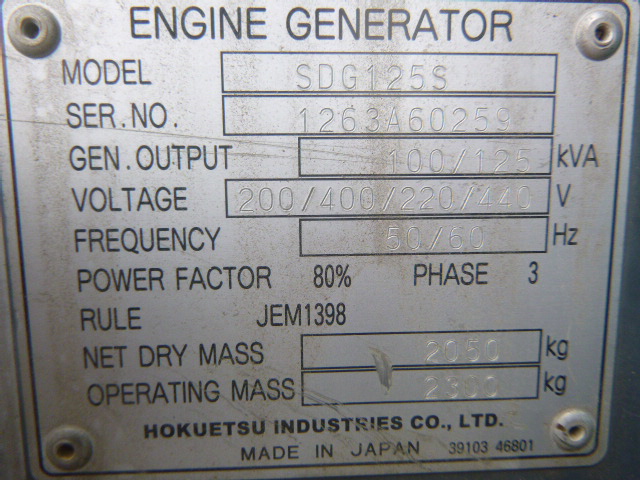 ENGINE GENERATOR
MODEL SDG125S
SER.NO. 1263A60259
GEN.OUTPUT 100/125 kVA
VOLTAGE 200/400/220/440 V
FREQUENCY 50/60 Hz
POWER FACTOR 80% PHASE 3
RULE JEM1398
NET DRY MASS 2050 kg
OPERATING MASS kg
HOKUETSU INDUSTRIES CO., LTD.
MADE IN JAPAN 39103 46801